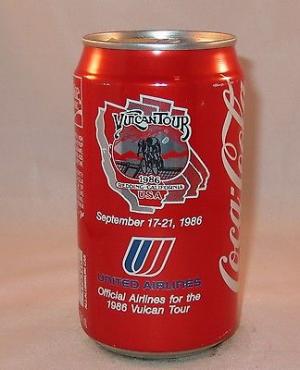 VULCAN TOUR
1986
REDDING, CALIFORNIA
USA
September 17-21, 1986
UNITED AIRLINES
Official Airlines for the
1986 Vulcan Tour
Coca-Cola